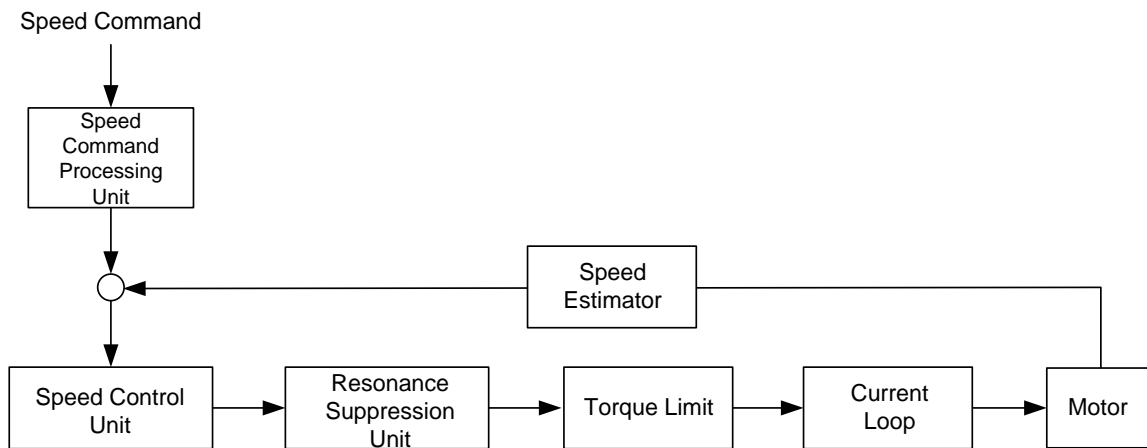 Speed Command
Speed
Command
Processing
Unit
Speed
Estimator
Speed Control
Unit
Resonance
Suppression
Unit
Torque Limit
Current
Loop
Motor